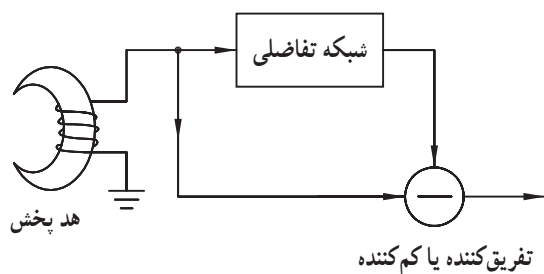 شبکه تفاضلی
هد پخش
تفریق‌کننده یا کم‌کننده